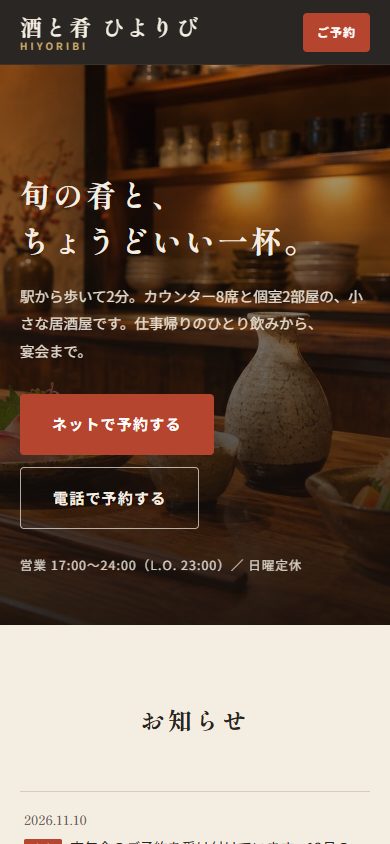 酒と肴 ひよりび
HIYORIBI
ご予約
旬の肴と、
ちょうどいい一杯。
駅から歩いて2分。カウンター8席と個室2部屋の、小
さな居酒屋です。仕事帰りのひとり飲みから、
宴会まで。
ネットで予約する
電話で予約する
営業 17:00〜24:00（L.O. 23:00）／ 日曜定休
お知らせ
2026.11.10